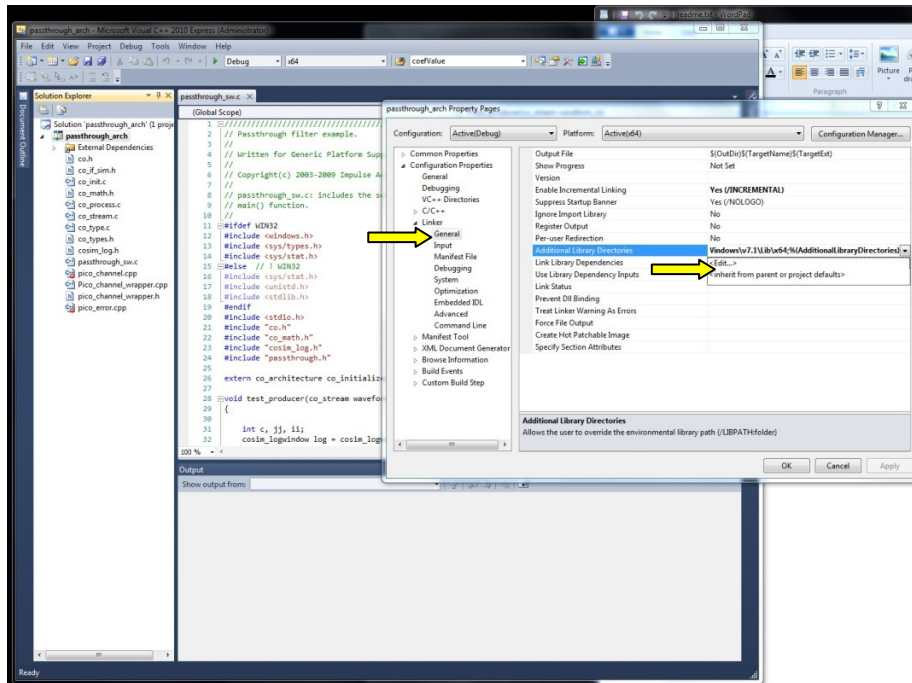 readme.txt - WordPad
passthrough_arch - Microsoft Visual C++ 2010 Express (Administrator)
File Edit View Project Debug Tools Window Help
Debug x64 coefValue
Picture
Paragraph
Solution Explorer
passthrough_sw.c
(Global Scope)
Document Outline
Solution 'passthrough_arch' (1 proje
passthrough_arch
External Dependencies
co.h
co_if_sim.h
co_init.c
co_math.h
co_process.c
co_stream.c
co_type.c
co_types.h
cosim_log.h
passthrough_sw.c
pico_channel.cpp
Pico_channel_wrapper.cpp
pico_channel_wrapper.h
pico_error.cpp
1 ////////////////////////////////////
2 // Passthrough filter example.
3 //
4 // Written for Generic Platform Sup
5 //
6 // Copyright(c) 2003-2009 Impulse A
7 //
8 // passthrough_sw.c: includes the s
9 // main() function.
10 //
11 #ifdef WIN32
12 #include <windows.h>
13 #include <sys/types.h>
14 #include <sys/stat.h>
15 #else // ! WIN32
16 #include <sys/stat.h>
17 #include <unistd.h>
18 #include <stdlib.h>
19 #endif
20 #include <stdio.h>
21 #include "co.h"
22 #include "co_math.h"
23 #include "cosim_log.h"
24 #include "passthrough.h"
25
26 extern co_architecture co_initialize
27
28 void test_producer(co_stream wavefo
29 {
30
31 int c, jj, ii;
32 cosim_logwindow log = cosim_log
100 %
Output
Show output from:
Ready
passthrough_arch Property Pages
Configuration: Active(Debug) Platform: Active(x64) Configuration Manager...
Common Properties
Configuration Properties
General
Debugging
VC++ Directories
C/C++
Linker
General
Input
Manifest File
Debugging
System
Optimization
Embedded IDL
Advanced
Command Line
Manifest Tool
XML Document Generator
Browse Information
Build Events
Custom Build Step
Output File $(OutDir)$(TargetName)$(TargetExt)
Show Progress Not Set
Version
Enable Incremental Linking Yes (/INCREMENTAL)
Suppress Startup Banner Yes (/NOLOGO)
Ignore Import Library No
Register Output No
Per-user Redirection No
Additional Library Directories Windows\v7.1\Lib\x64;%(AdditionalLibraryDirectories)
Link Library Dependencies <Edit...>
Use Library Dependency Inputs <inherit from parent or project defaults>
Link Status
Prevent Dll Binding
Treat Linker Warning As Errors
Force File Output
Create Hot Patchable Image
Specify Section Attributes
Additional Library Directories
Allows the user to override the environmental library path (/LIBPATH:folder)
OK Cancel Apply